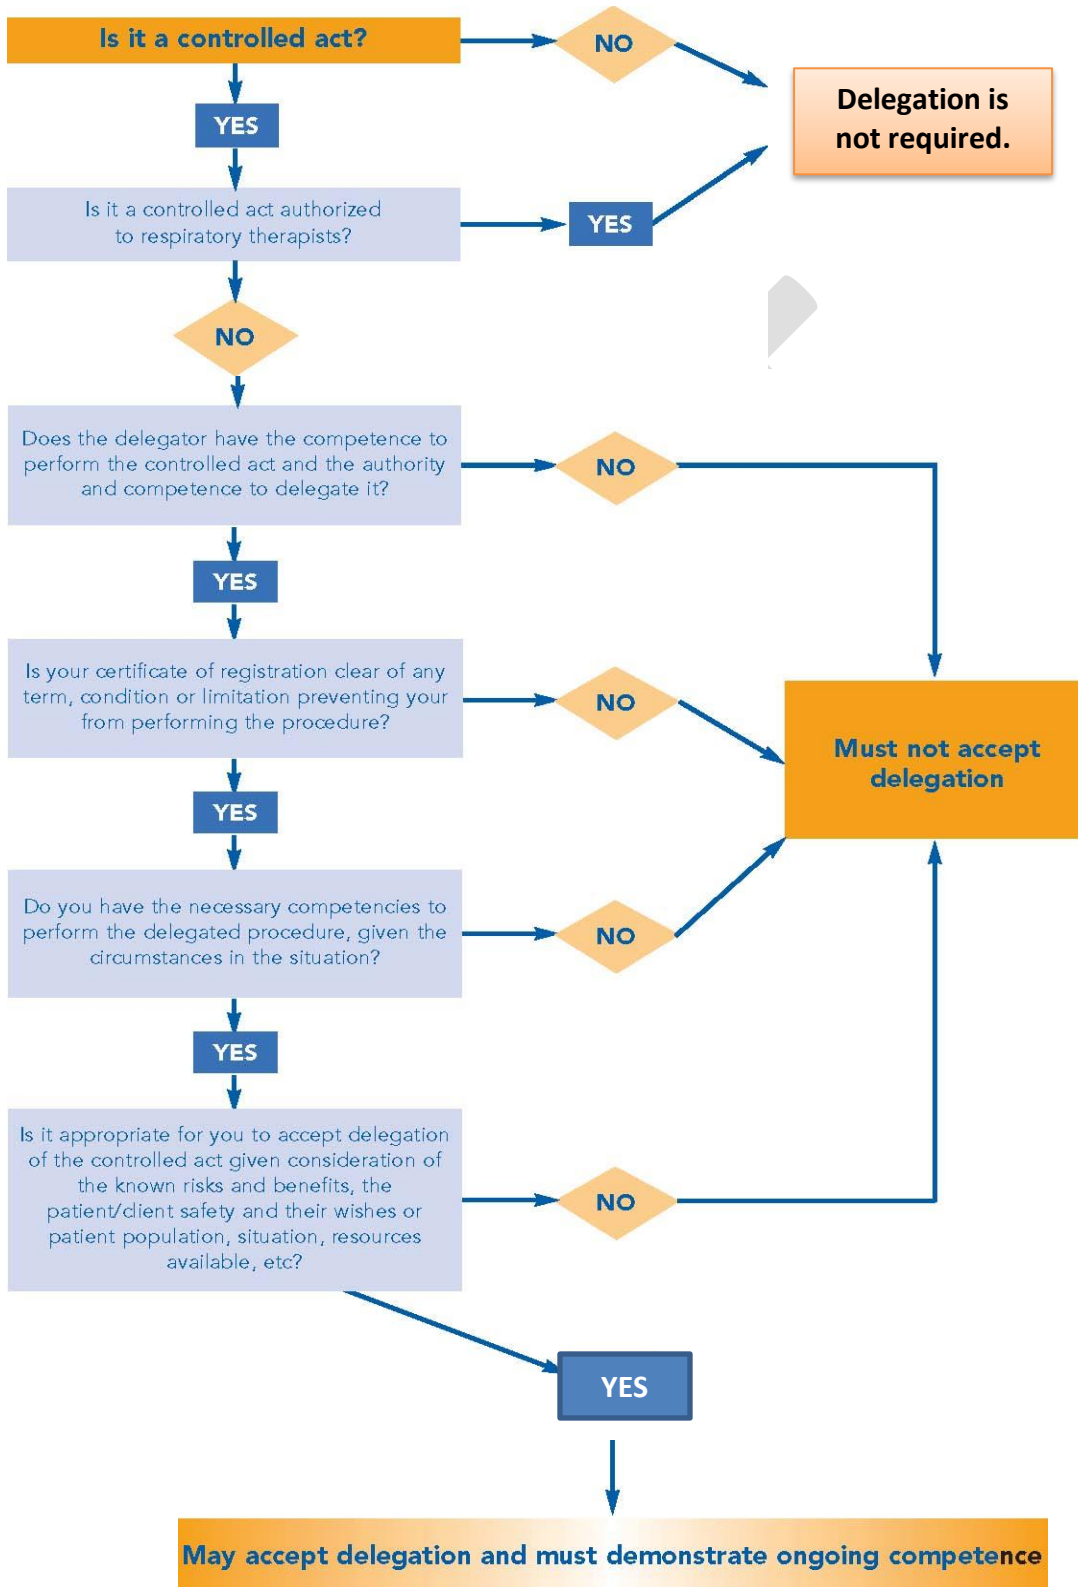 Is it a controlled act?
NO
Delegation is
not required.
YES
Is it a controlled act authorized
to respiratory therapists?
YES
NO
Does the delegator have the competence to
perform the controlled act and the authority
and competence to delegate it?
NO
YES
Is your certificate of registration clear of any
term, condition or limitation preventing your
from performing the procedure?
NO
Must not accept
delegation
YES
Do you have the necessary competencies to
perform the delegated procedure, given the
circumstances in the situation?
NO
YES
Is it appropriate for you to accept delegation
of the controlled act given consideration of
the known risks and benefits, the
patient/client safety and their wishes or
patient population, situation, resources
available, etc?
NO
YES
May accept delegation and must demonstrate ongoing competence